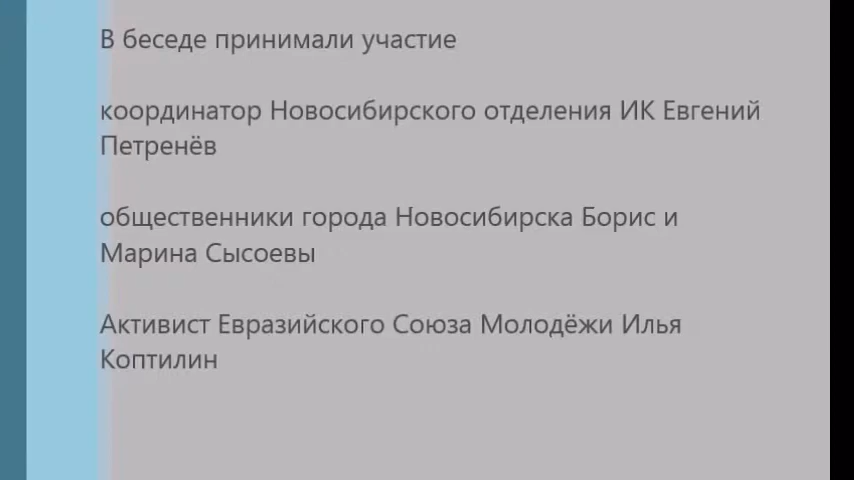 В беседе принимали участие
координатор Новосибирского отделения ИК Евгений
Петренёв
общественники города Новосибирска Борис и
Марина Сысоевы
Активист Евразийского Союза Молодёжи Илья
Коптилин